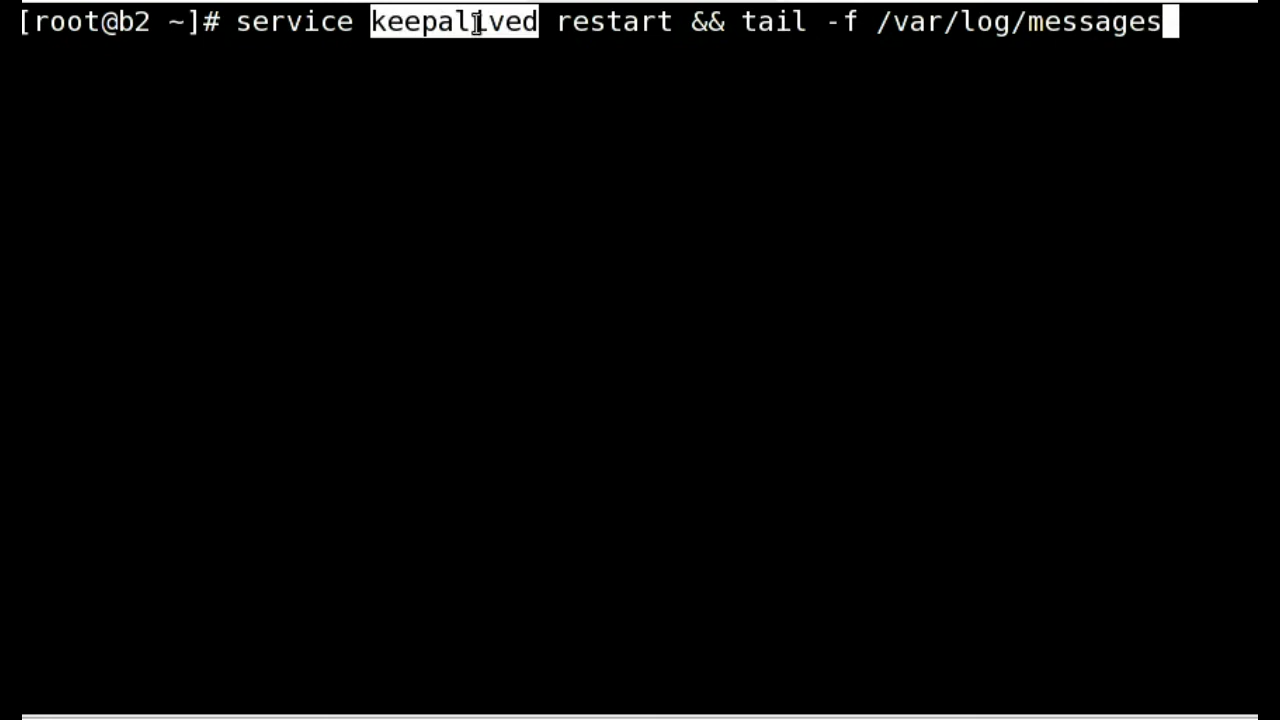 [root@b2 ~]# service keepalived restart && tail -f /var/log/messages